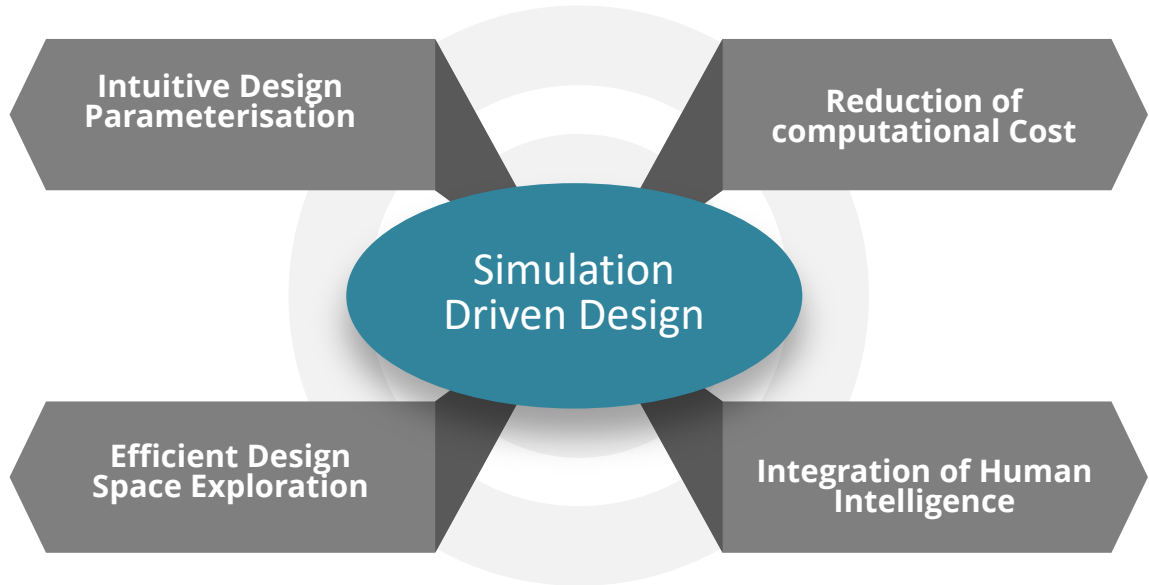 Intuitive Design
Parameterisation
Reduction of
computational Cost
Simulation
Driven Design
Efficient Design
Space Exploration
Integration of Human
Intelligence